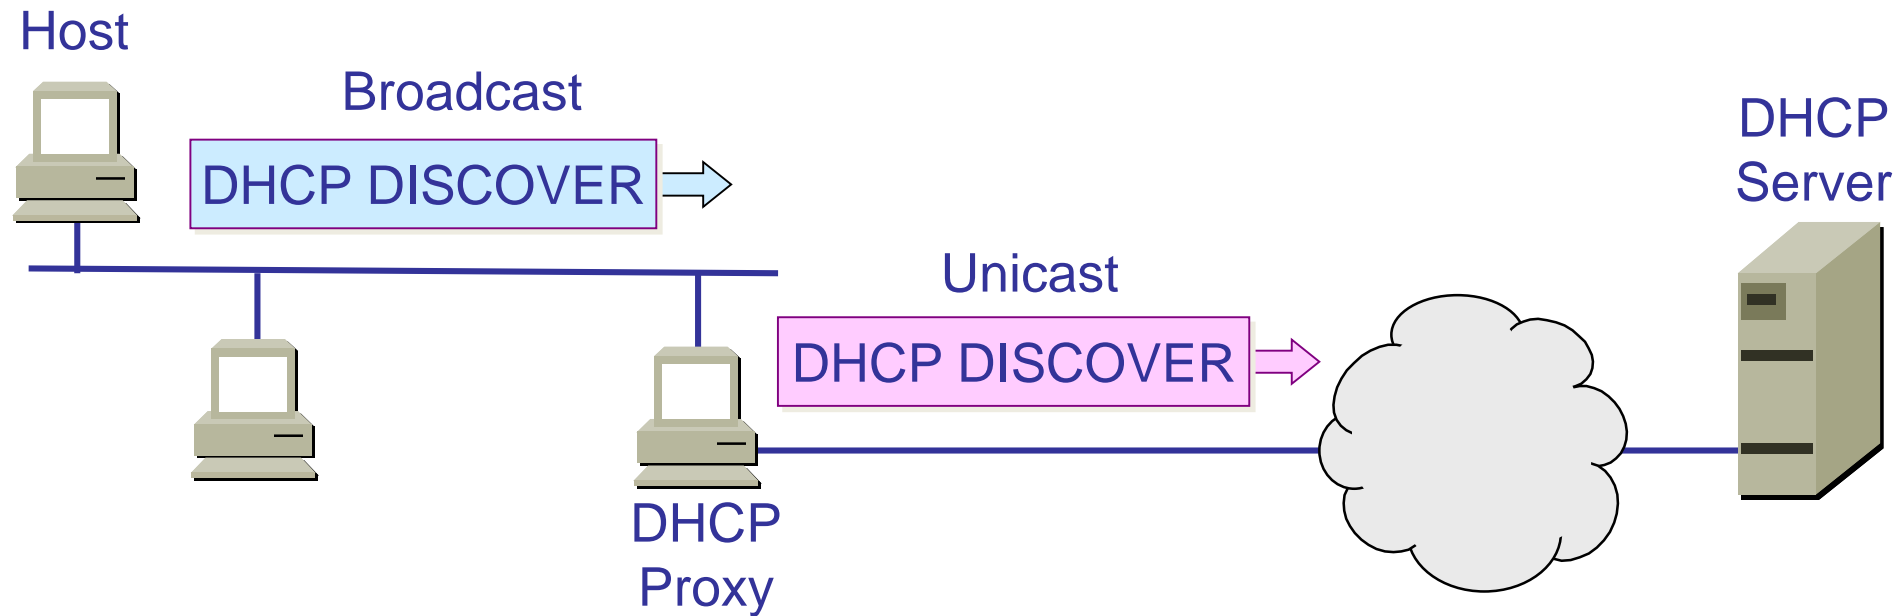 Host
Broadcast
DHCP DISCOVER
DHCP
Server
Unicast
DHCP DISCOVER
DHCP
Proxy